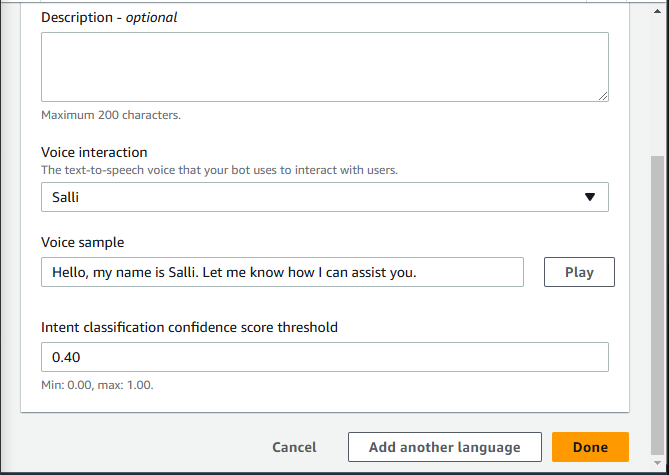 Description - optional
Maximum 200 characters.
Voice interaction
The text-to-speech voice that your bot uses to interact with users.
Salli
Voice sample
Hello, my name is Salli. Let me know how I can assist you.
Play
Intent classification confidence score threshold
0.40
Min: 0.00, max: 1.00.
Cancel
Add another language
Done